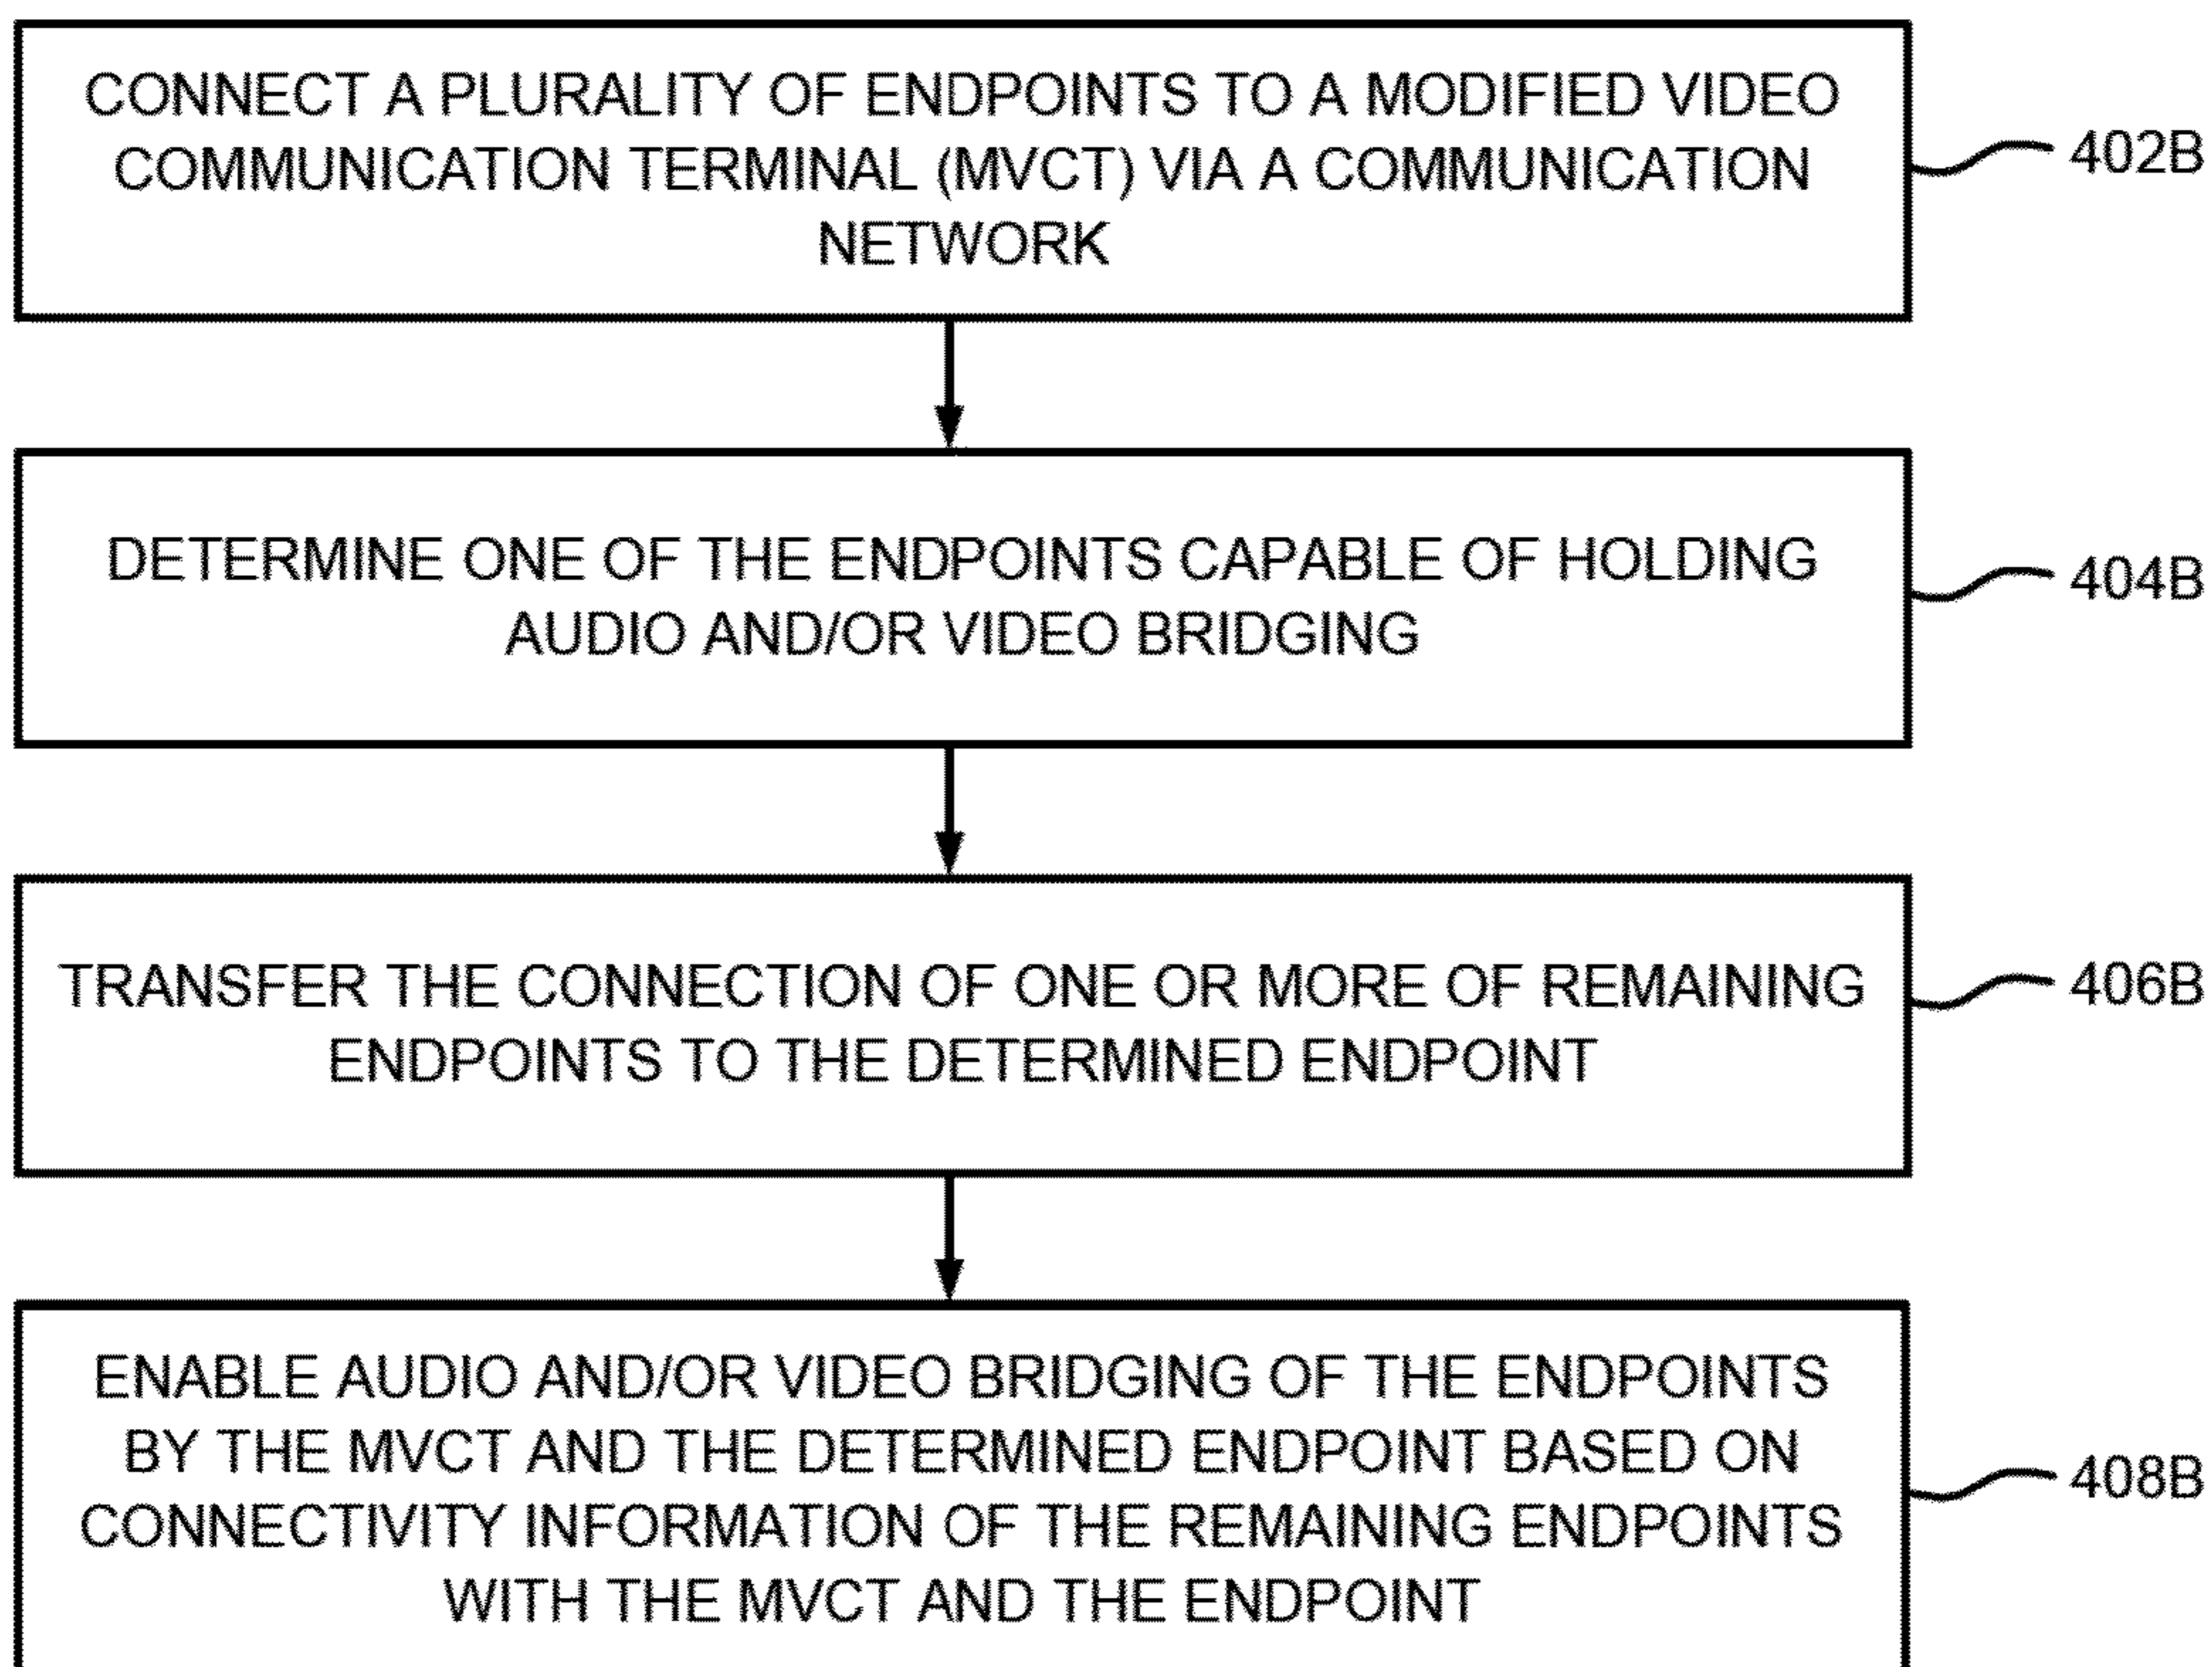 CONNECT A PLURALITY OF ENDPOINTS TO A MODIFIED VIDEO
COMMUNICATION TERMINAL (MVCT) VIA A COMMUNICATION
NETWORK
402B
DETERMINE ONE OF THE ENDPOINTS CAPABLE OF HOLDING
AUDIO AND/OR VIDEO BRIDGING
404B
TRANSFER THE CONNECTION OF ONE OR MORE OF REMAINING
ENDPOINTS TO THE DETERMINED ENDPOINT
406B
ENABLE AUDIO AND/OR VIDEO BRIDGING OF THE ENDPOINTS
BY THE MVCT AND THE DETERMINED ENDPOINT BASED ON
CONNECTIVITY INFORMATION OF THE REMAINING ENDPOINTS
WITH THE MVCT AND THE ENDPOINT
408B